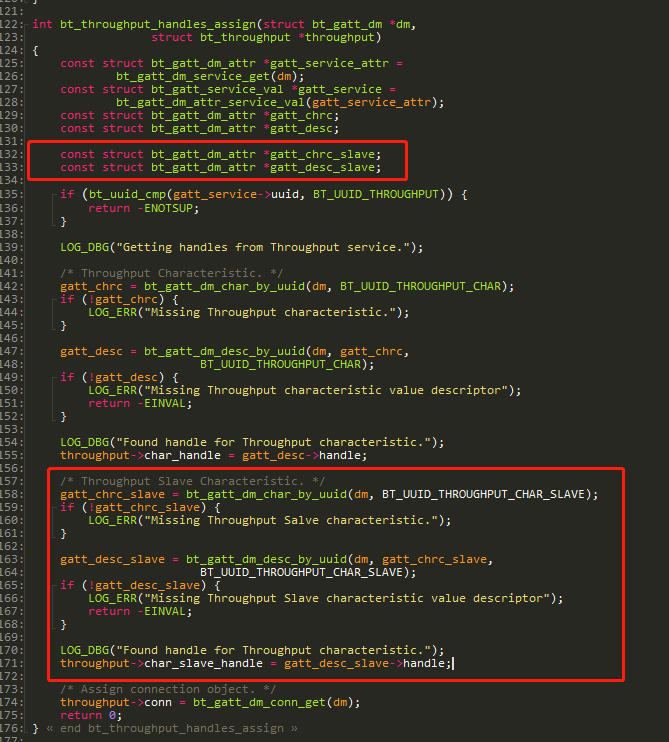 120: }
121:
122: int bt_throughput_handles_assign(struct bt_gatt_dm *dm,
123: struct bt_throughput *throughput)
124: {
125: const struct bt_gatt_dm_attr *gatt_service_attr =
126: bt_gatt_dm_service_get(dm);
127: const struct bt_gatt_service_val *gatt_service =
128: bt_gatt_dm_attr_service_val(gatt_service_attr);
129: const struct bt_gatt_dm_attr *gatt_chrc;
130: const struct bt_gatt_dm_attr *gatt_desc;
131:
132: const struct bt_gatt_dm_attr *gatt_chrc_slave;
133: const struct bt_gatt_dm_attr *gatt_desc_slave;
134:
135: if (bt_uuid_cmp(gatt_service->uuid, BT_UUID_THROUGHPUT)) {
136: return -ENOTSUP;
137: }
138:
139: LOG_DBG("Getting handles from Throughput service.");
140:
141: /* Throughput Characteristic. */
142: gatt_chrc = bt_gatt_dm_char_by_uuid(dm, BT_UUID_THROUGHPUT_CHAR);
143: if (!gatt_chrc) {
144: LOG_ERR("Missing Throughput characteristic.");
145: }
146:
147: gatt_desc = bt_gatt_dm_desc_by_uuid(dm, gatt_chrc,
148: BT_UUID_THROUGHPUT_CHAR);
149: if (!gatt_desc) {
150: LOG_ERR("Missing Throughput characteristic value descriptor");
151: return -EINVAL;
152: }
153:
154: LOG_DBG("Found handle for Throughput characteristic.");
155: throughput->char_handle = gatt_desc->handle;
156:
157: /* Throughput Slave Characteristic. */
158: gatt_chrc_slave = bt_gatt_dm_char_by_uuid(dm, BT_UUID_THROUGHPUT_CHAR_SLAVE);
159: if (!gatt_chrc_slave) {
160: LOG_ERR("Missing Throughput Salve characteristic.");
161: }
162:
163: gatt_desc_slave = bt_gatt_dm_desc_by_uuid(dm, gatt_chrc_slave,
164: BT_UUID_THROUGHPUT_CHAR_SLAVE);
165: if (!gatt_desc_slave) {
166: LOG_ERR("Missing Throughput Slave characteristic value descriptor");
167: return -EINVAL;
168: }
169:
170: LOG_DBG("Found handle for Throughput characteristic.");
171: throughput->char_slave_handle = gatt_desc_slave->handle;
172:
173: /* Assign connection object. */
174: throughput->conn = bt_gatt_dm_conn_get(dm);
175: return 0;
176: } « end bt_throughput_handles_assign »
177: